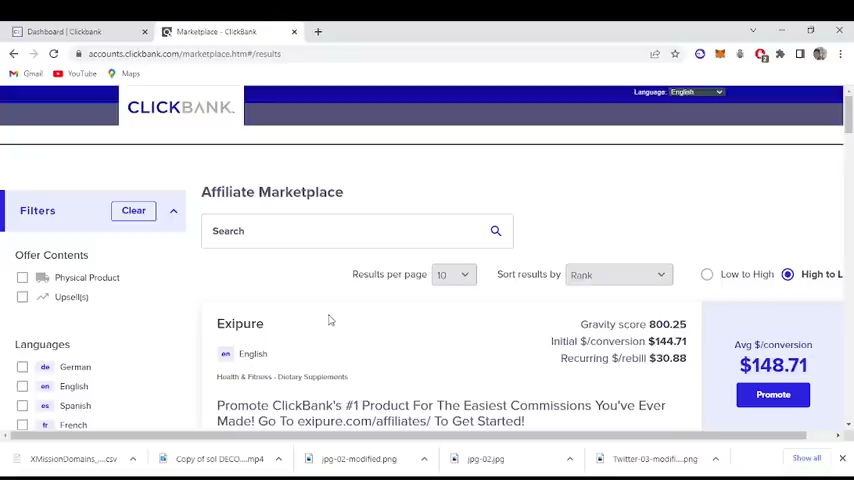 Dashboard | Clickbank
Marketplace - ClickBank
accounts.clickbank.com/marketplace.htm#/results
Gmail
YouTube
Maps
Language: English
CLICKBANK
Filters
Clear
Affiliate Marketplace
Search
Offer Contents
Physical Product
Upsell(s)
Results per page 10
Sort results by Rank
Low to High
High to L
Languages
de German
en English
es Spanish
fr French
Exipure
en English
Health & Fitness - Dietary Supplements
Gravity score 800.25
Initial $/conversion $144.71
Recurring $/rebill $30.88
Promote ClickBank's #1 Product For The Easiest Commissions You've Ever
Made! Go To exipure.com/affiliates/ To Get Started!
Avg $/conversion
$148.71
Promote
XMissionDomains_....csv
Copy of sol DECO....mp4
jpg-02-modified.png
jpg-02.jpg
Twitter-03-modifi....png
Show all